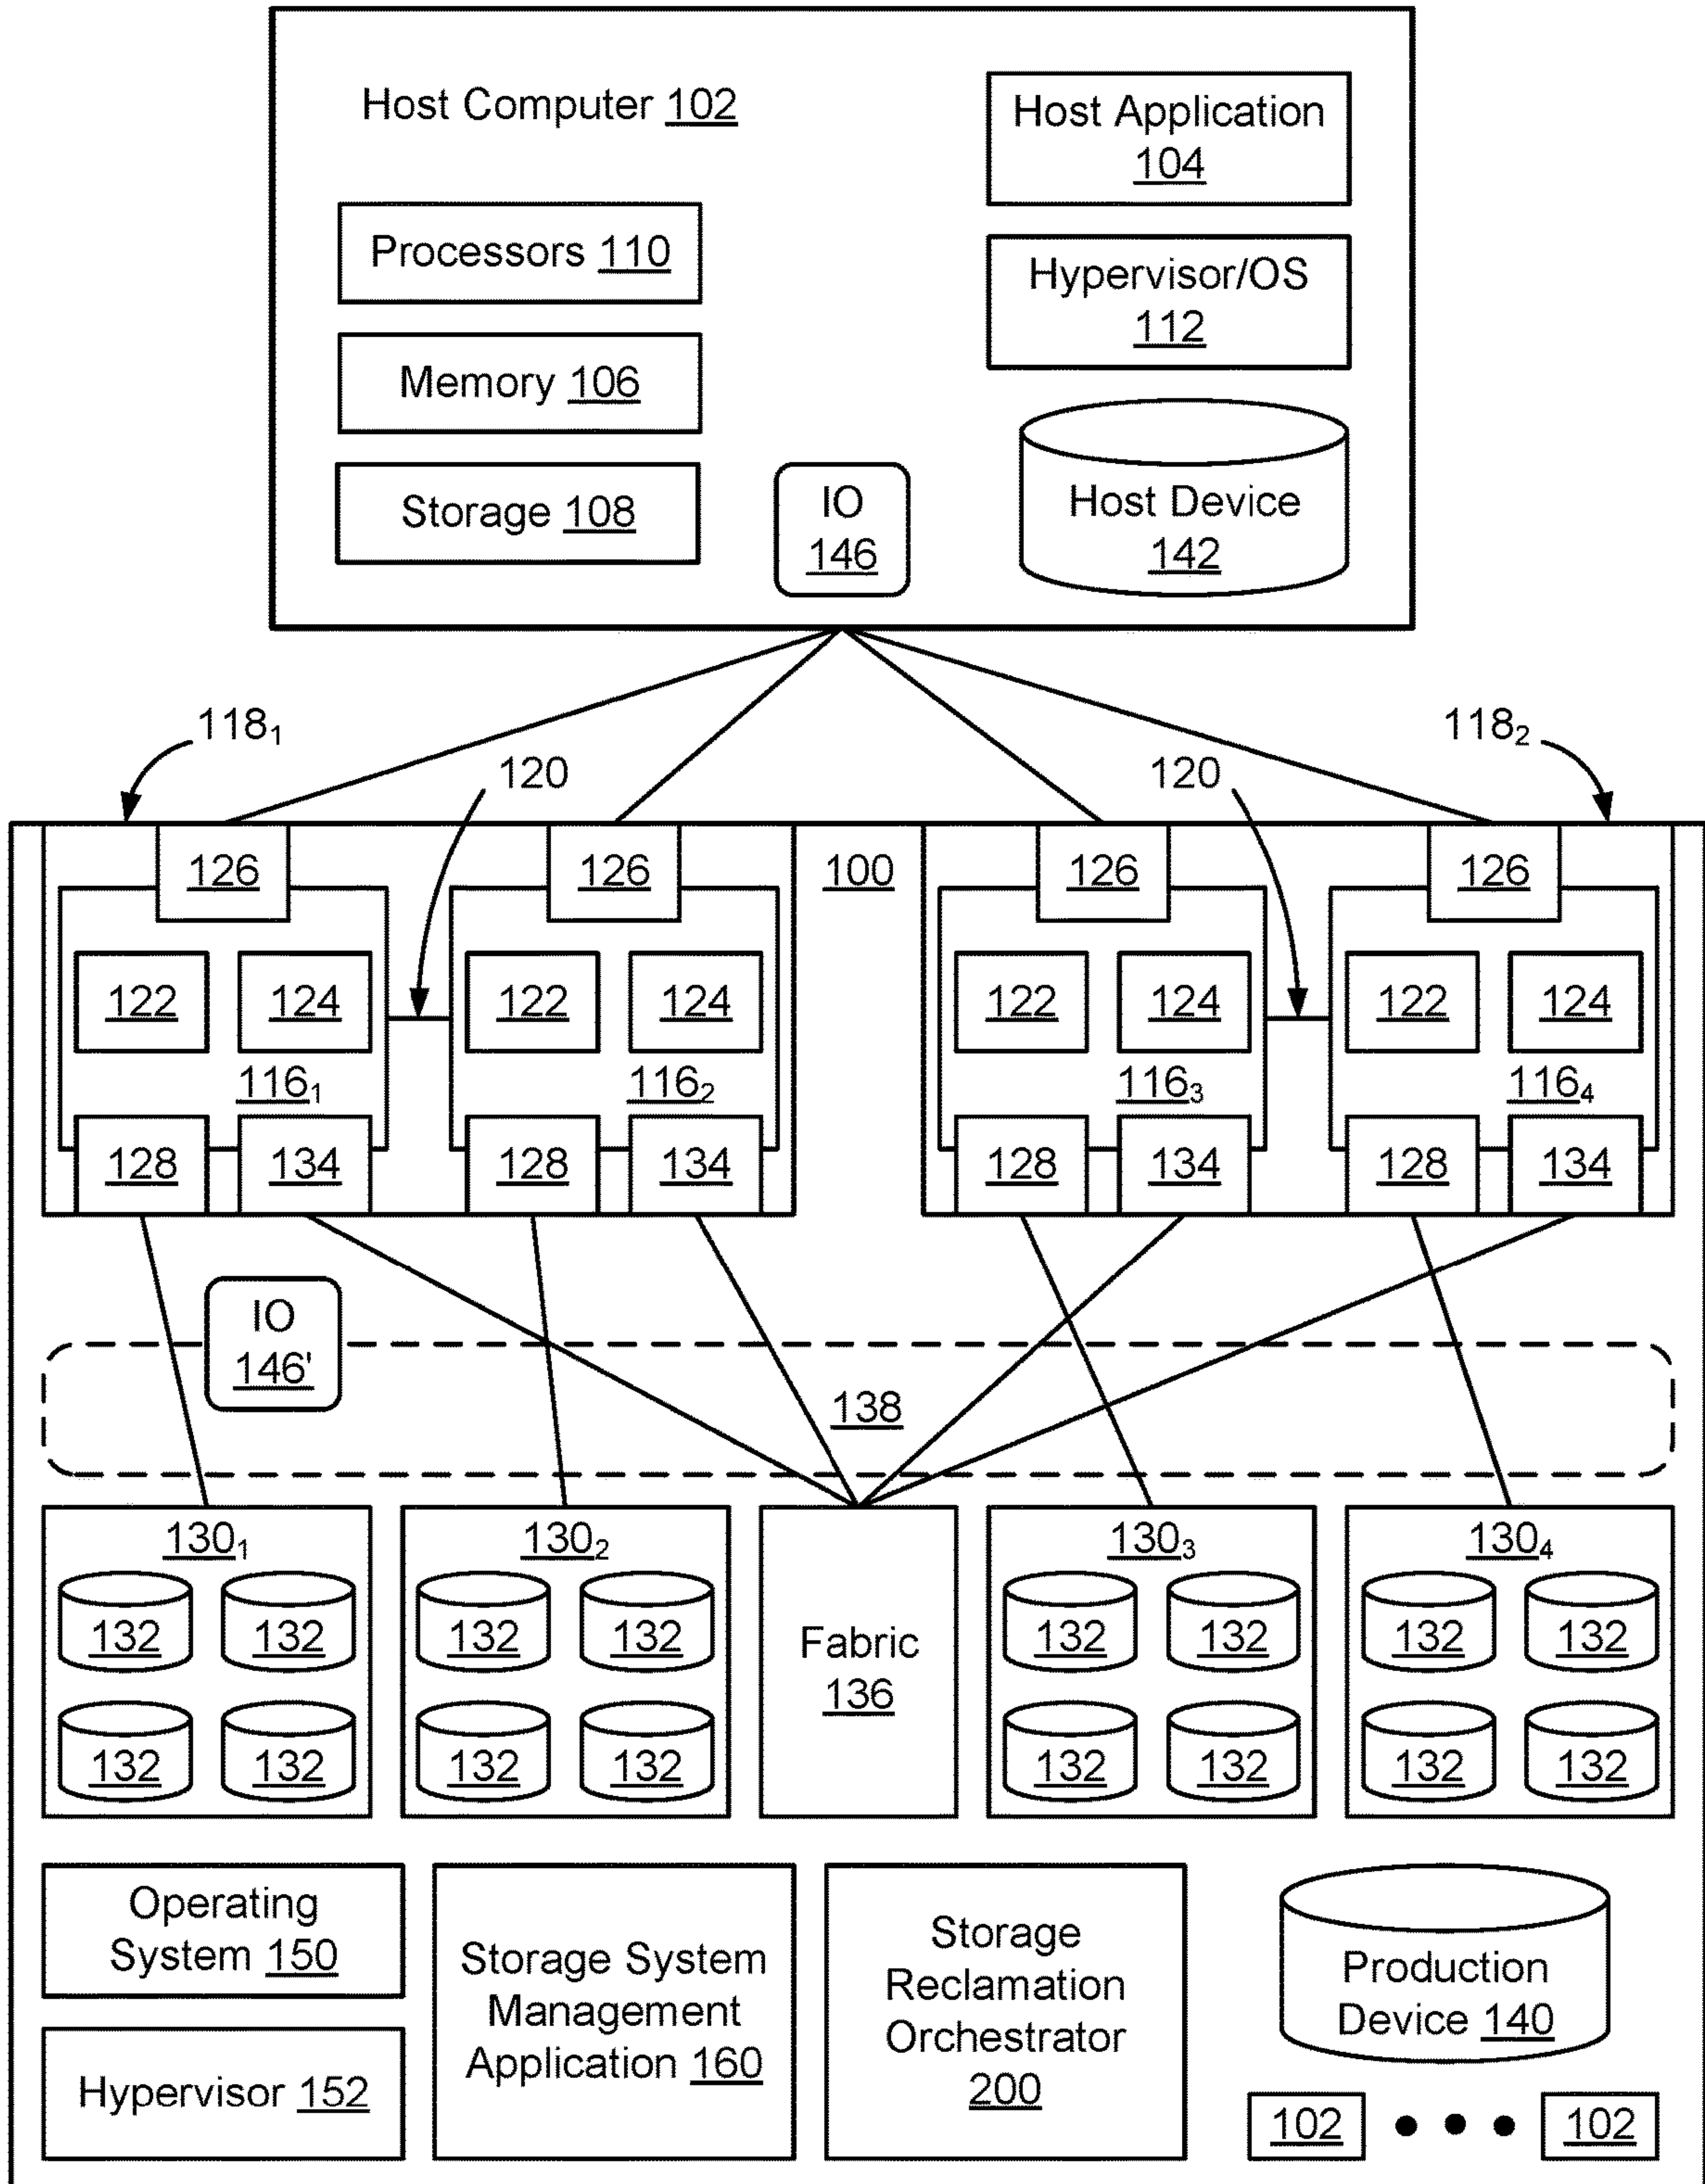 Host Computer 102
Host Application
104
Processors 110
Hypervisor/OS
112
Memory 106
Storage 108
IO
146
Host Device
142
118₁
118₂
120
120
126
126
100
126
126
122
124
122
124
122
124
122
124
116₁
116₂
116₃
116₄
128
134
128
134
128
134
128
134
IO
146'
138
130₁
130₂
130₃
130₄
132
132
132
132
132
132
132
132
Fabric
136
132
132
132
132
132
132
132
132
Operating
System 150
Hypervisor 152
Storage System
Management
Application 160
Storage
Reclamation
Orchestrator
200
Production
Device 140
102
102